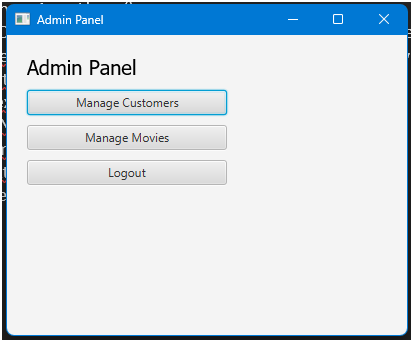 Admin Panel
Admin Panel
Manage Customers
Manage Movies
Logout